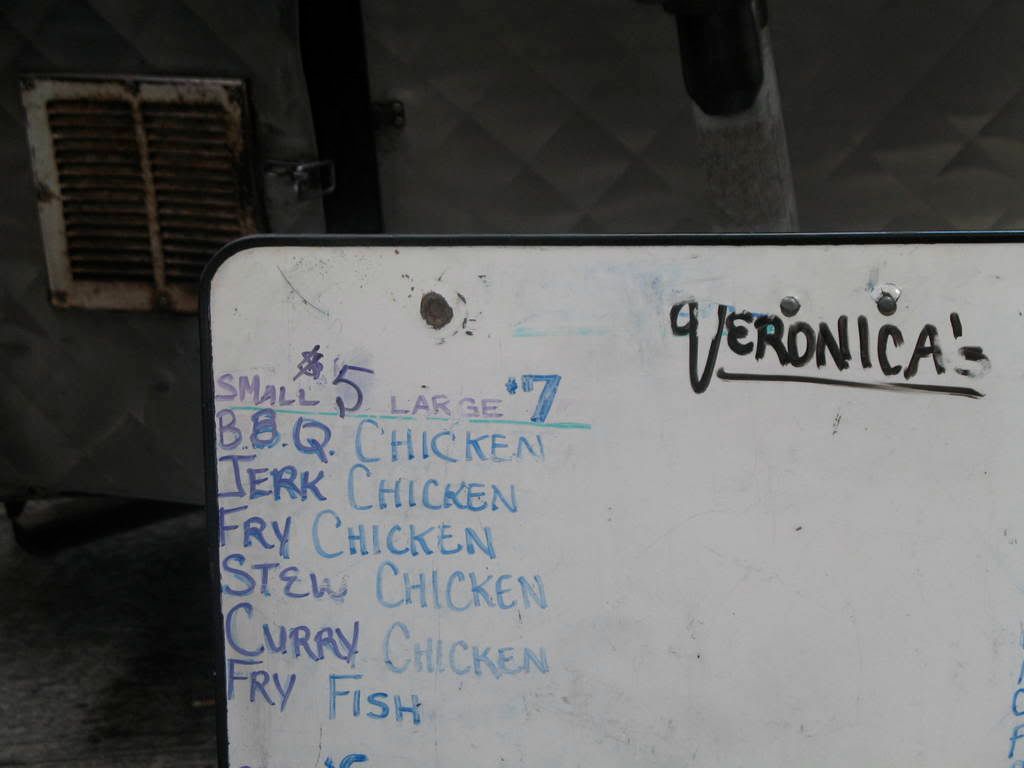 VERONICA's
SMALL $5 LARGE $7
B.B.Q. CHICKEN
JERK CHICKEN
FRY CHICKEN
STEW CHICKEN
CURRY CHICKEN
FRY FISH